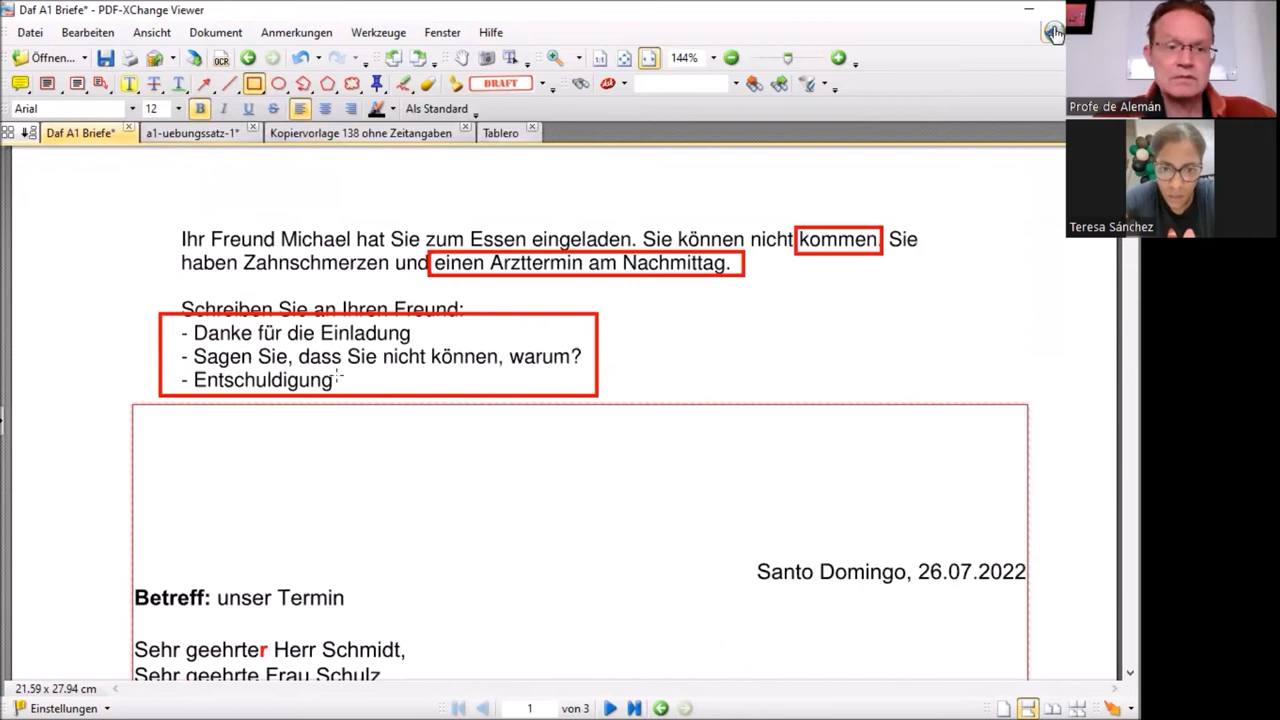 Daf A1 Briefe* - PDF-XChange Viewer
Datei Bearbeiten Ansicht Dokument Anmerkungen Werkzeuge Fenster Hilfe
Öffnen... OCR 1:1 144%
T T T DRAFT ABC
Arial 12 B I U A Als Standard
Daf A1 Briefe* a1-uebungssatz-1* Kopiervorlage 138 ohne Zeitangaben Tablero
Profe de Alemán
Teresa Sánchez
Ihr Freund Michael hat Sie zum Essen eingeladen. Sie können nicht kommen. Sie
haben Zahnschmerzen und einen Arzttermin am Nachmittag.
Schreiben Sie an Ihren Freund:
- Danke für die Einladung
- Sagen Sie, dass Sie nicht können, warum?
- Entschuldigung
Santo Domingo, 26.07.2022
Betreff: unser Termin
Sehr geehrter Herr Schmidt,
Sehr geehrte Frau Schulz
21.59 x 27.94 cm
Einstellungen 1 von 3